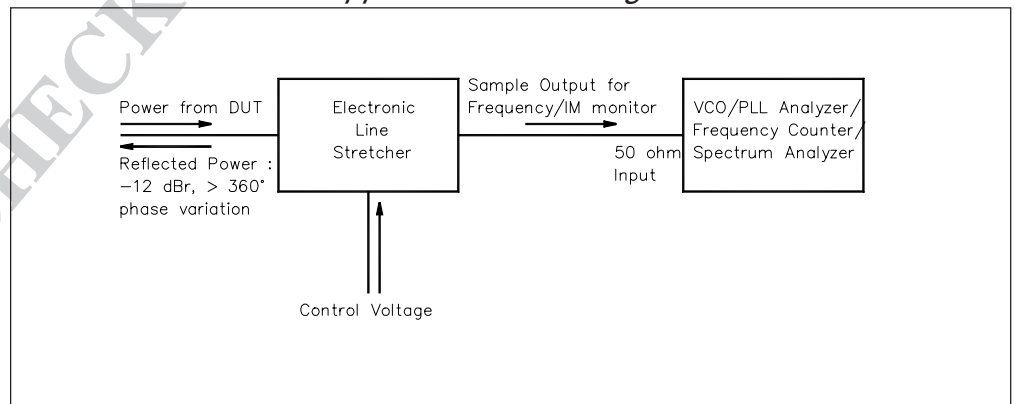 CHECK
Power from DUT
Reflected Power :
-12 dBr, > 360°
phase variation
Electronic
Line
Stretcher
Control Voltage
Sample Output for
Frequency/IM monitor
50 ohm
Input
VCO/PLL Analyzer/
Frequency Counter/
Spectrum Analyzer